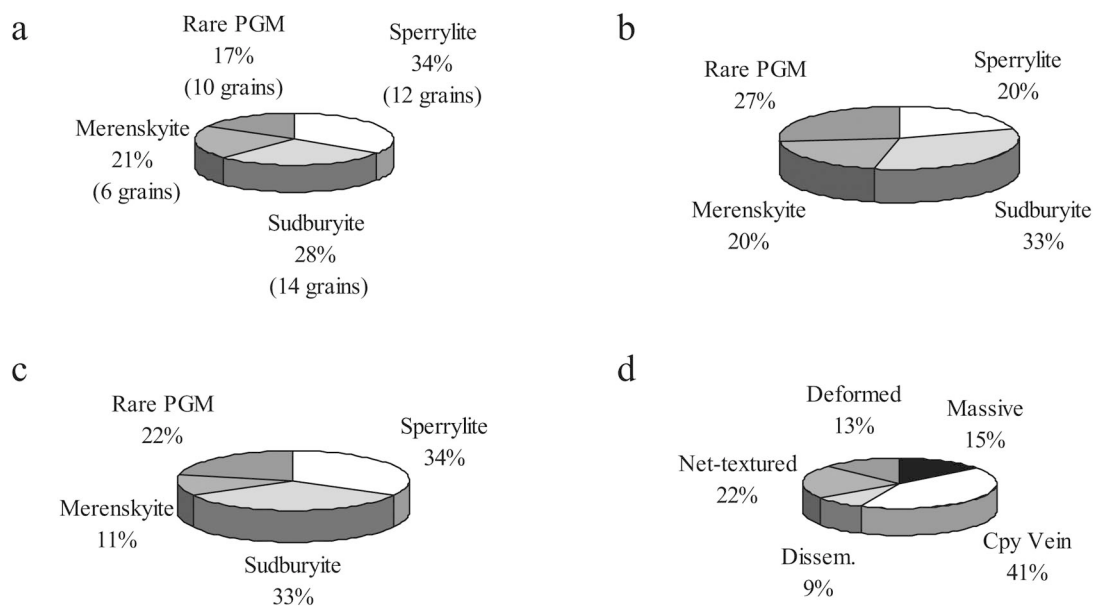 a
Rare PGM
17%
(10 grains)
Sperrylite
34%
(12 grains)
Merenskyite
21%
(6 grains)
Sudburyite
28%
(14 grains)
b
Rare PGM
27%
Sperrylite
20%
Merenskyite
20%
Sudburyite
33%
c
Rare PGM
22%
Sperrylite
34%
Merenskyite
11%
Sudburyite
33%
d
Deformed
13%
Massive
15%
Net-textured
22%
Dissem.
9%
Cpy Vein
41%